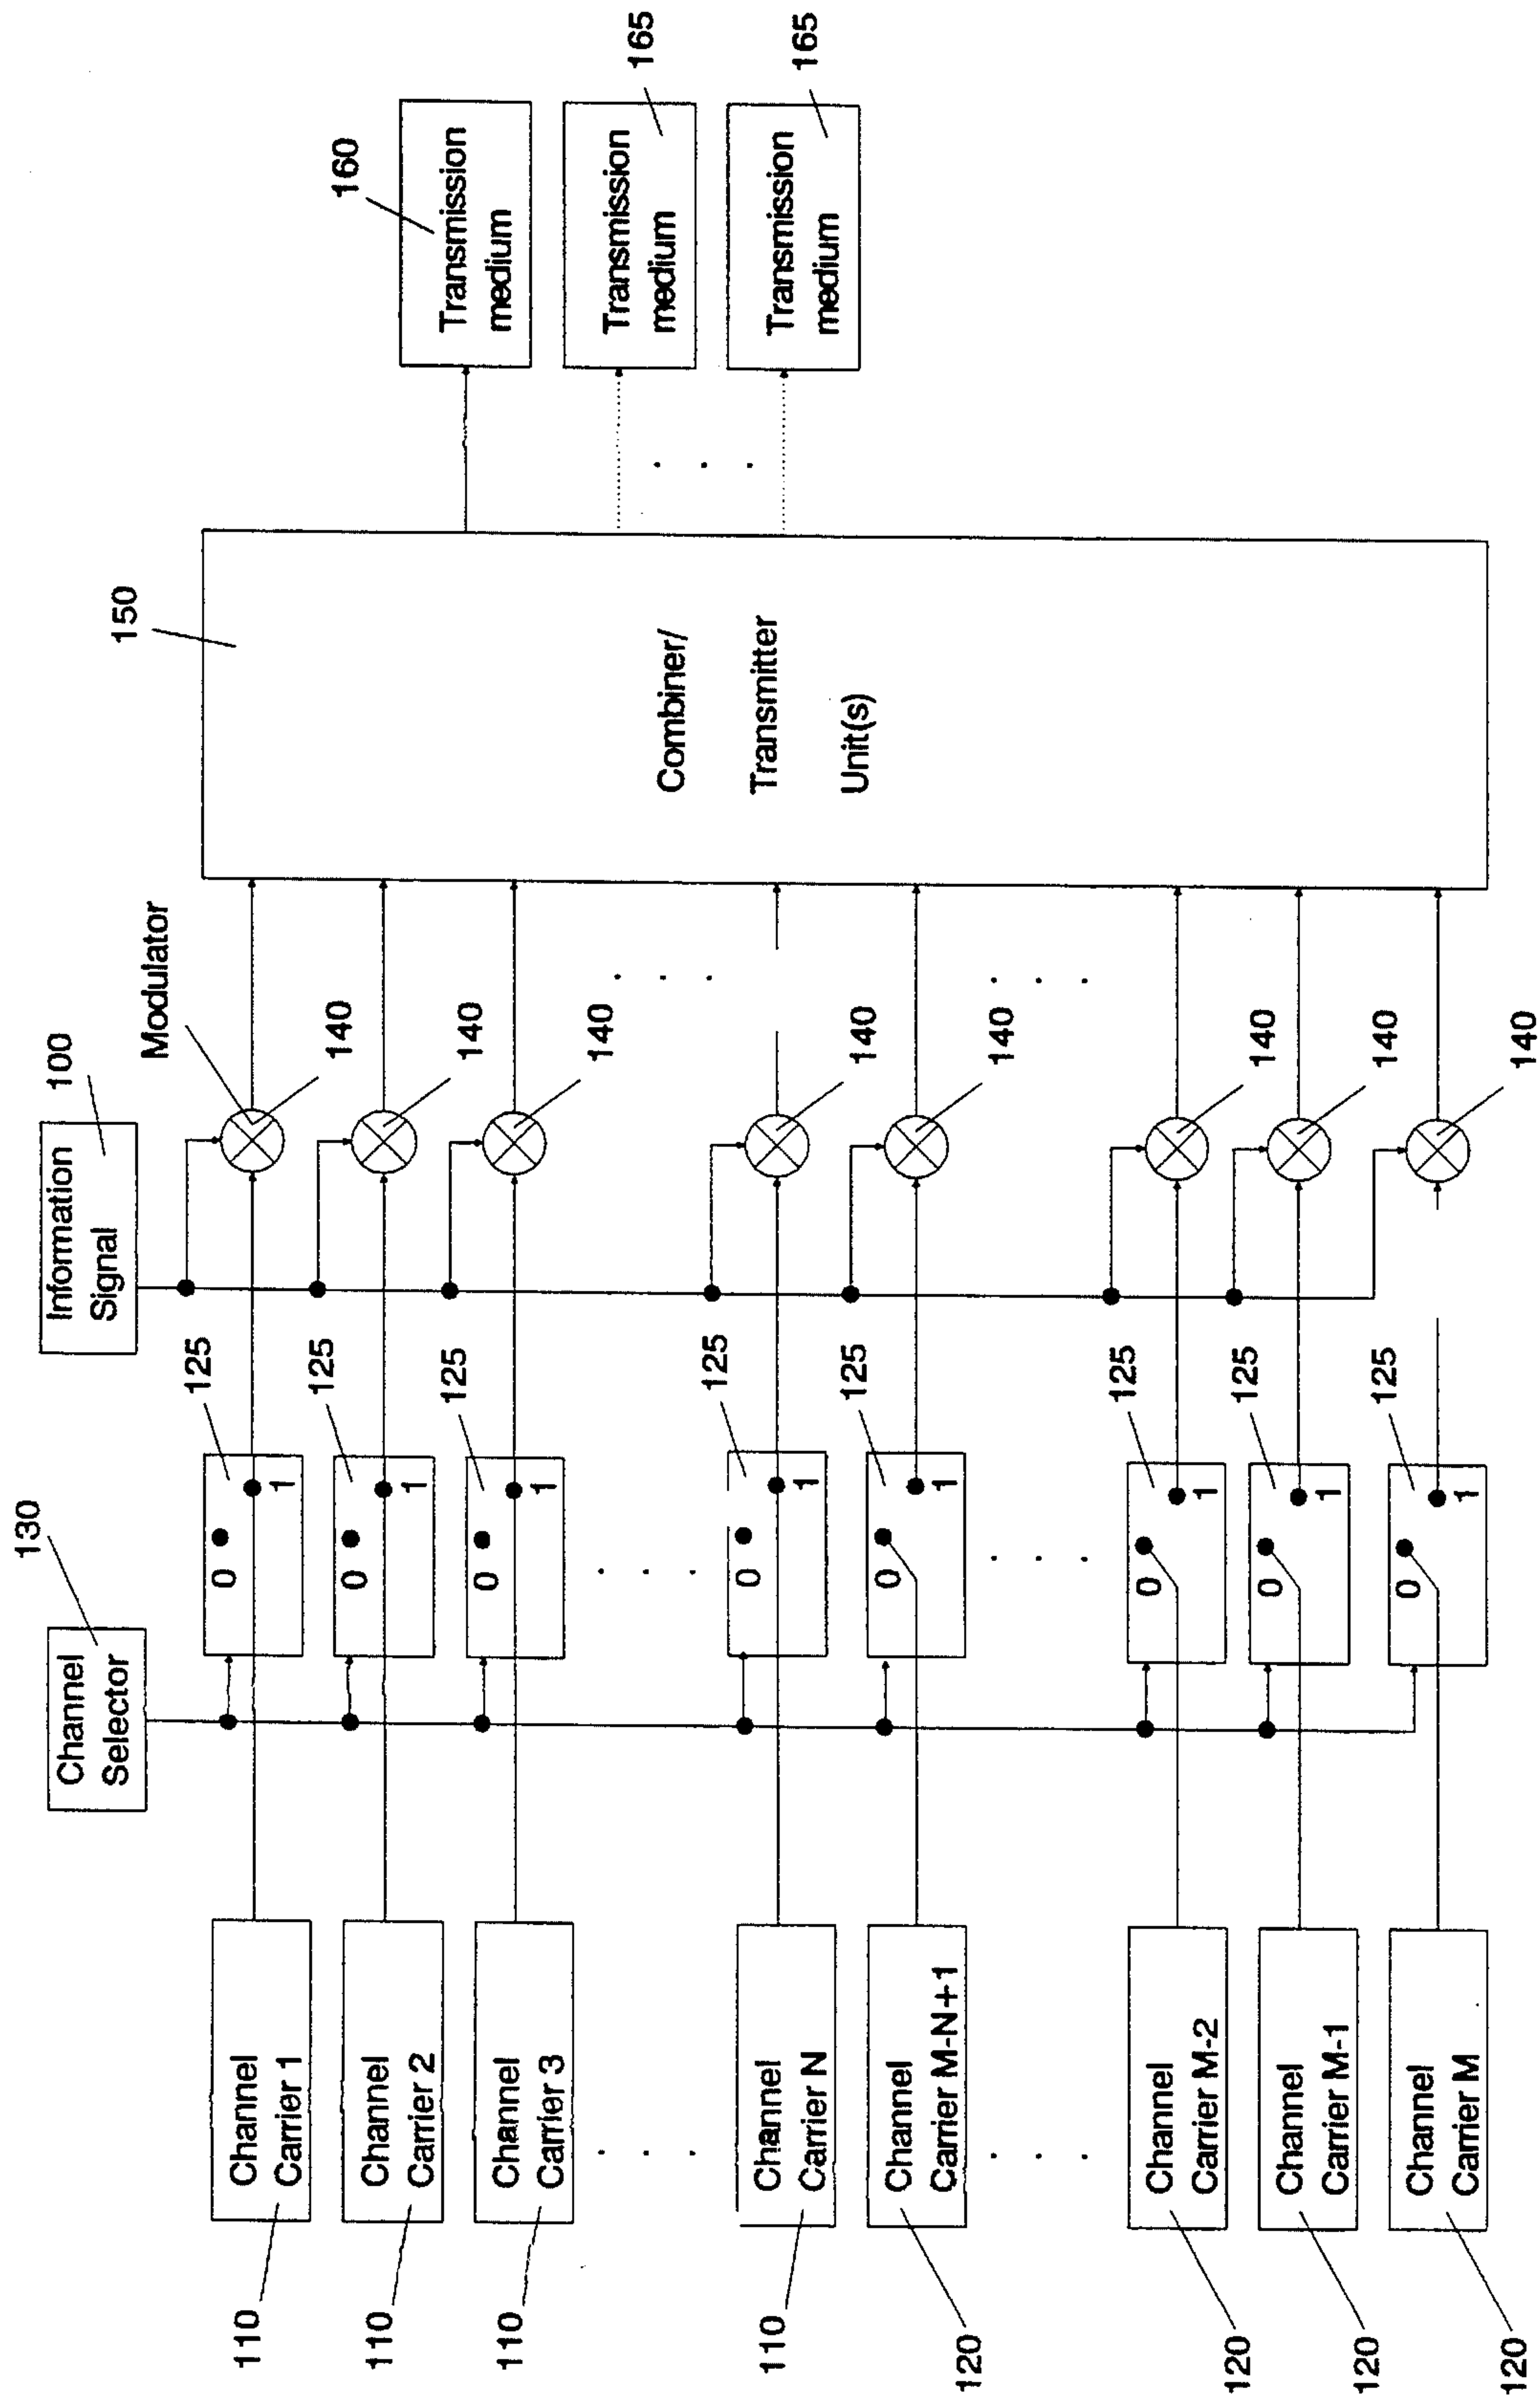 130
Channel
Selector
100
Information
Signal
Modulator
150
Combiner/
Transmitter
Unit(s)
160
Transmission
medium
165
Transmission
medium
165
Transmission
medium
. . .
110
Channel
Carrier 1
125
0
1
140
110
Channel
Carrier 2
125
0
1
140
110
Channel
Carrier 3
125
0
1
140
. . .
. . .
. . .
110
Channel
Carrier N
125
0
1
140
120
Channel
Carrier M-N+1
125
0
1
140
. . .
. . .
. . .
120
Channel
Carrier M-2
125
0
1
140
120
Channel
Carrier M-1
125
0
1
140
120
Channel
Carrier M
125
0
1
140